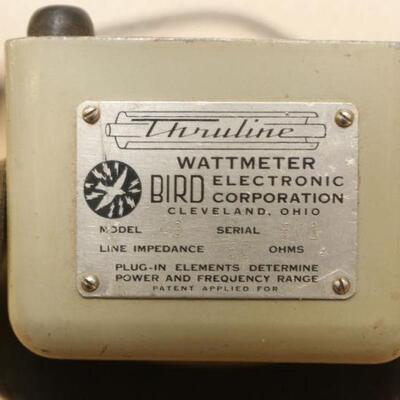 Thruline
WATTMETER
BIRD ELECTRONIC
CORPORATION
CLEVELAND, OHIO
MODEL SERIAL
LINE IMPEDANCE OHMS
PLUG-IN ELEMENTS DETERMINE
POWER AND FREQUENCY RANGE
PATENT APPLIED FOR